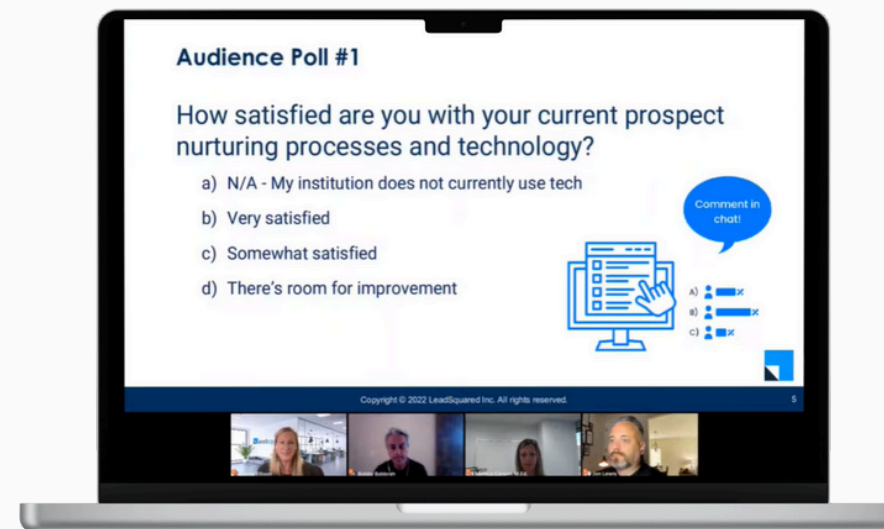 Audience Poll #1
How satisfied are you with your current prospect
nurturing processes and technology?
a) N/A - My institution does not currently use tech
b) Very satisfied
c) Somewhat satisfied
d) There's room for improvement
Comment in
chat!
A)
B)
C)
Copyright © 2022 LeadSquared Inc. All rights reserved.
5